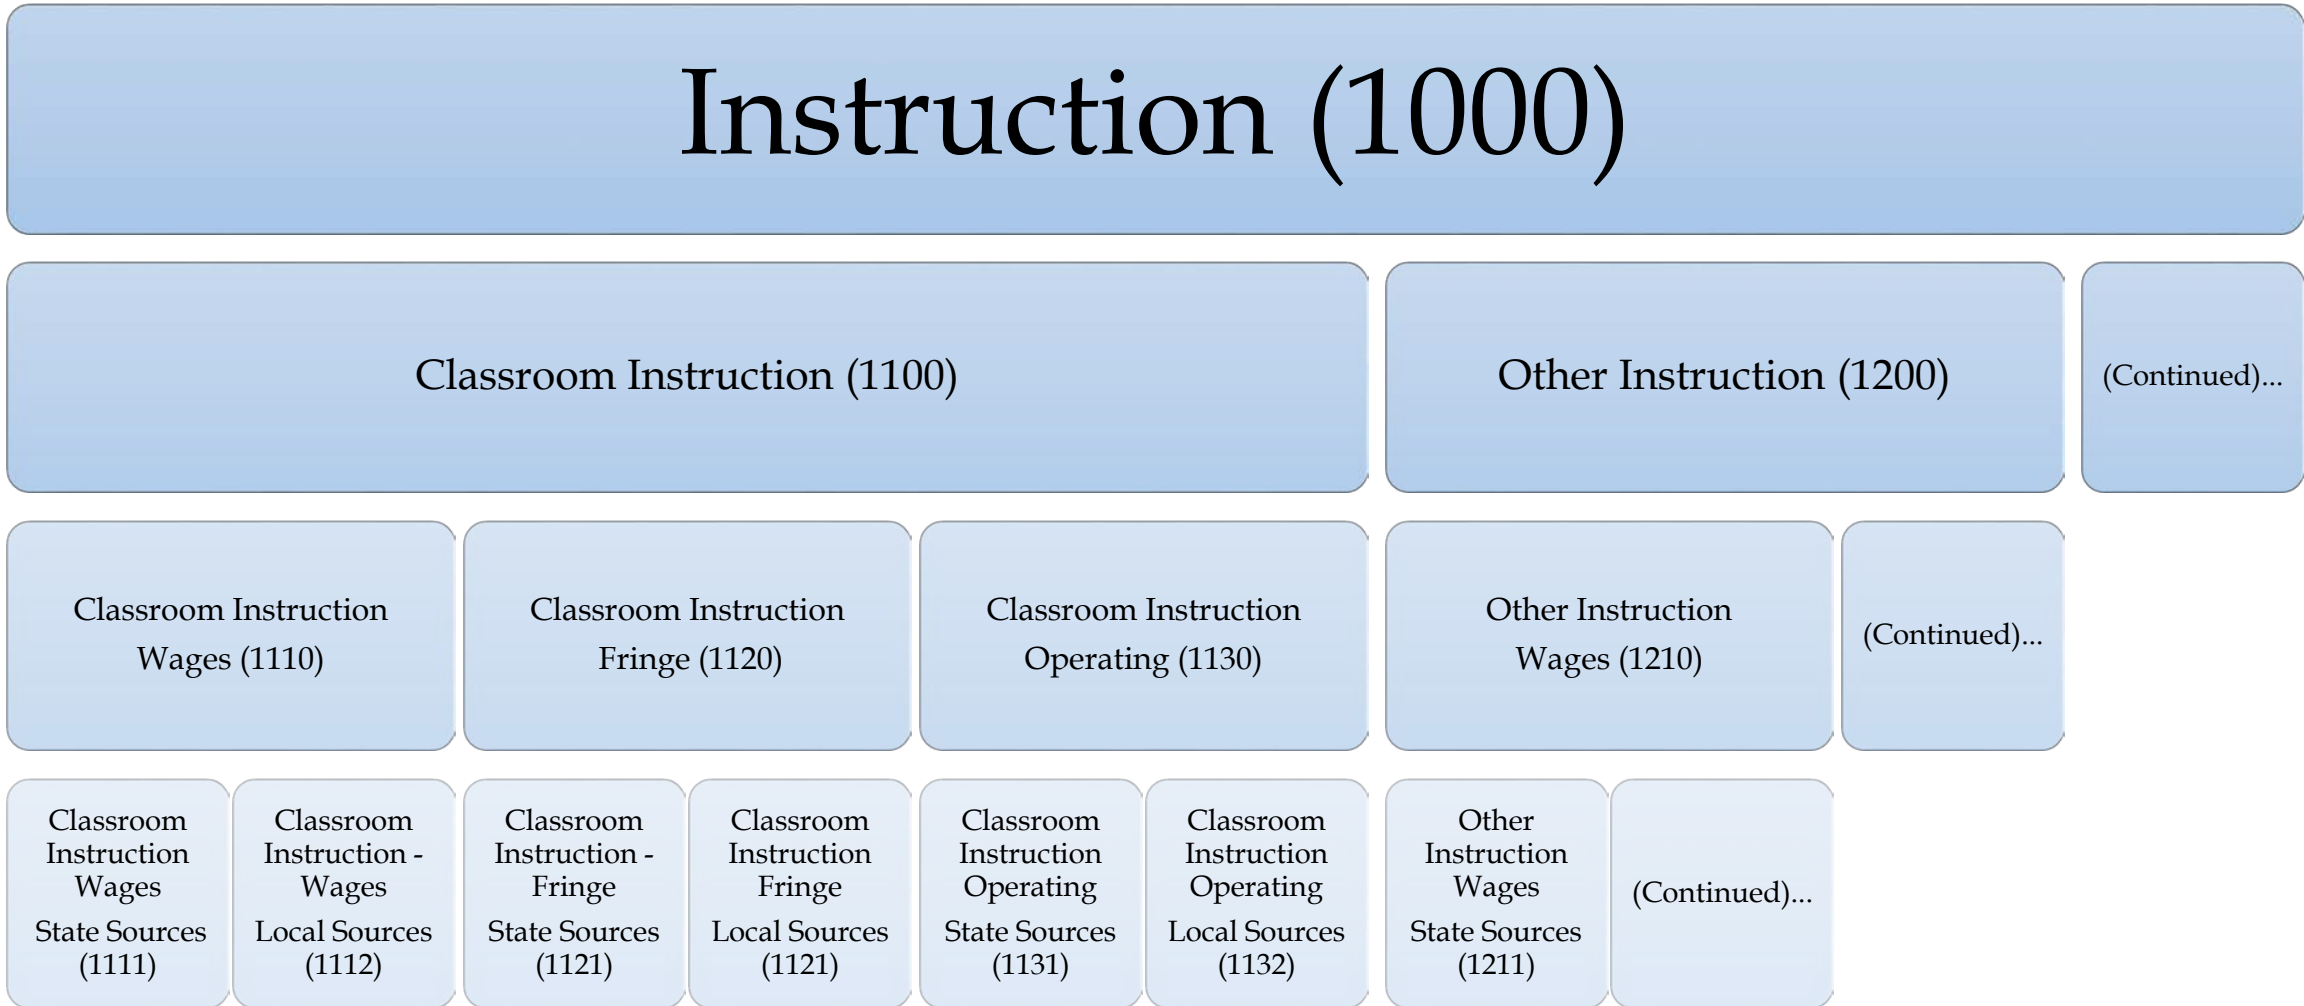 Instruction (1000)
Classroom Instruction (1100)
Other Instruction (1200)
(Continued)...
Classroom Instruction
Wages (1110)
Classroom Instruction
Fringe (1120)
Classroom Instruction
Operating (1130)
Other Instruction
Wages (1210)
(Continued)...
Classroom
Instruction
Wages
State Sources
(1111)
Classroom
Instruction -
Wages
Local Sources
(1112)
Classroom
Instruction -
Fringe
State Sources
(1121)
Classroom
Instruction
Fringe
Local Sources
(1121)
Classroom
Instruction
Operating
State Sources
(1131)
Classroom
Instruction
Operating
Local Sources
(1132)
Other
Instruction
Wages
State Sources
(1211)
(Continued)...